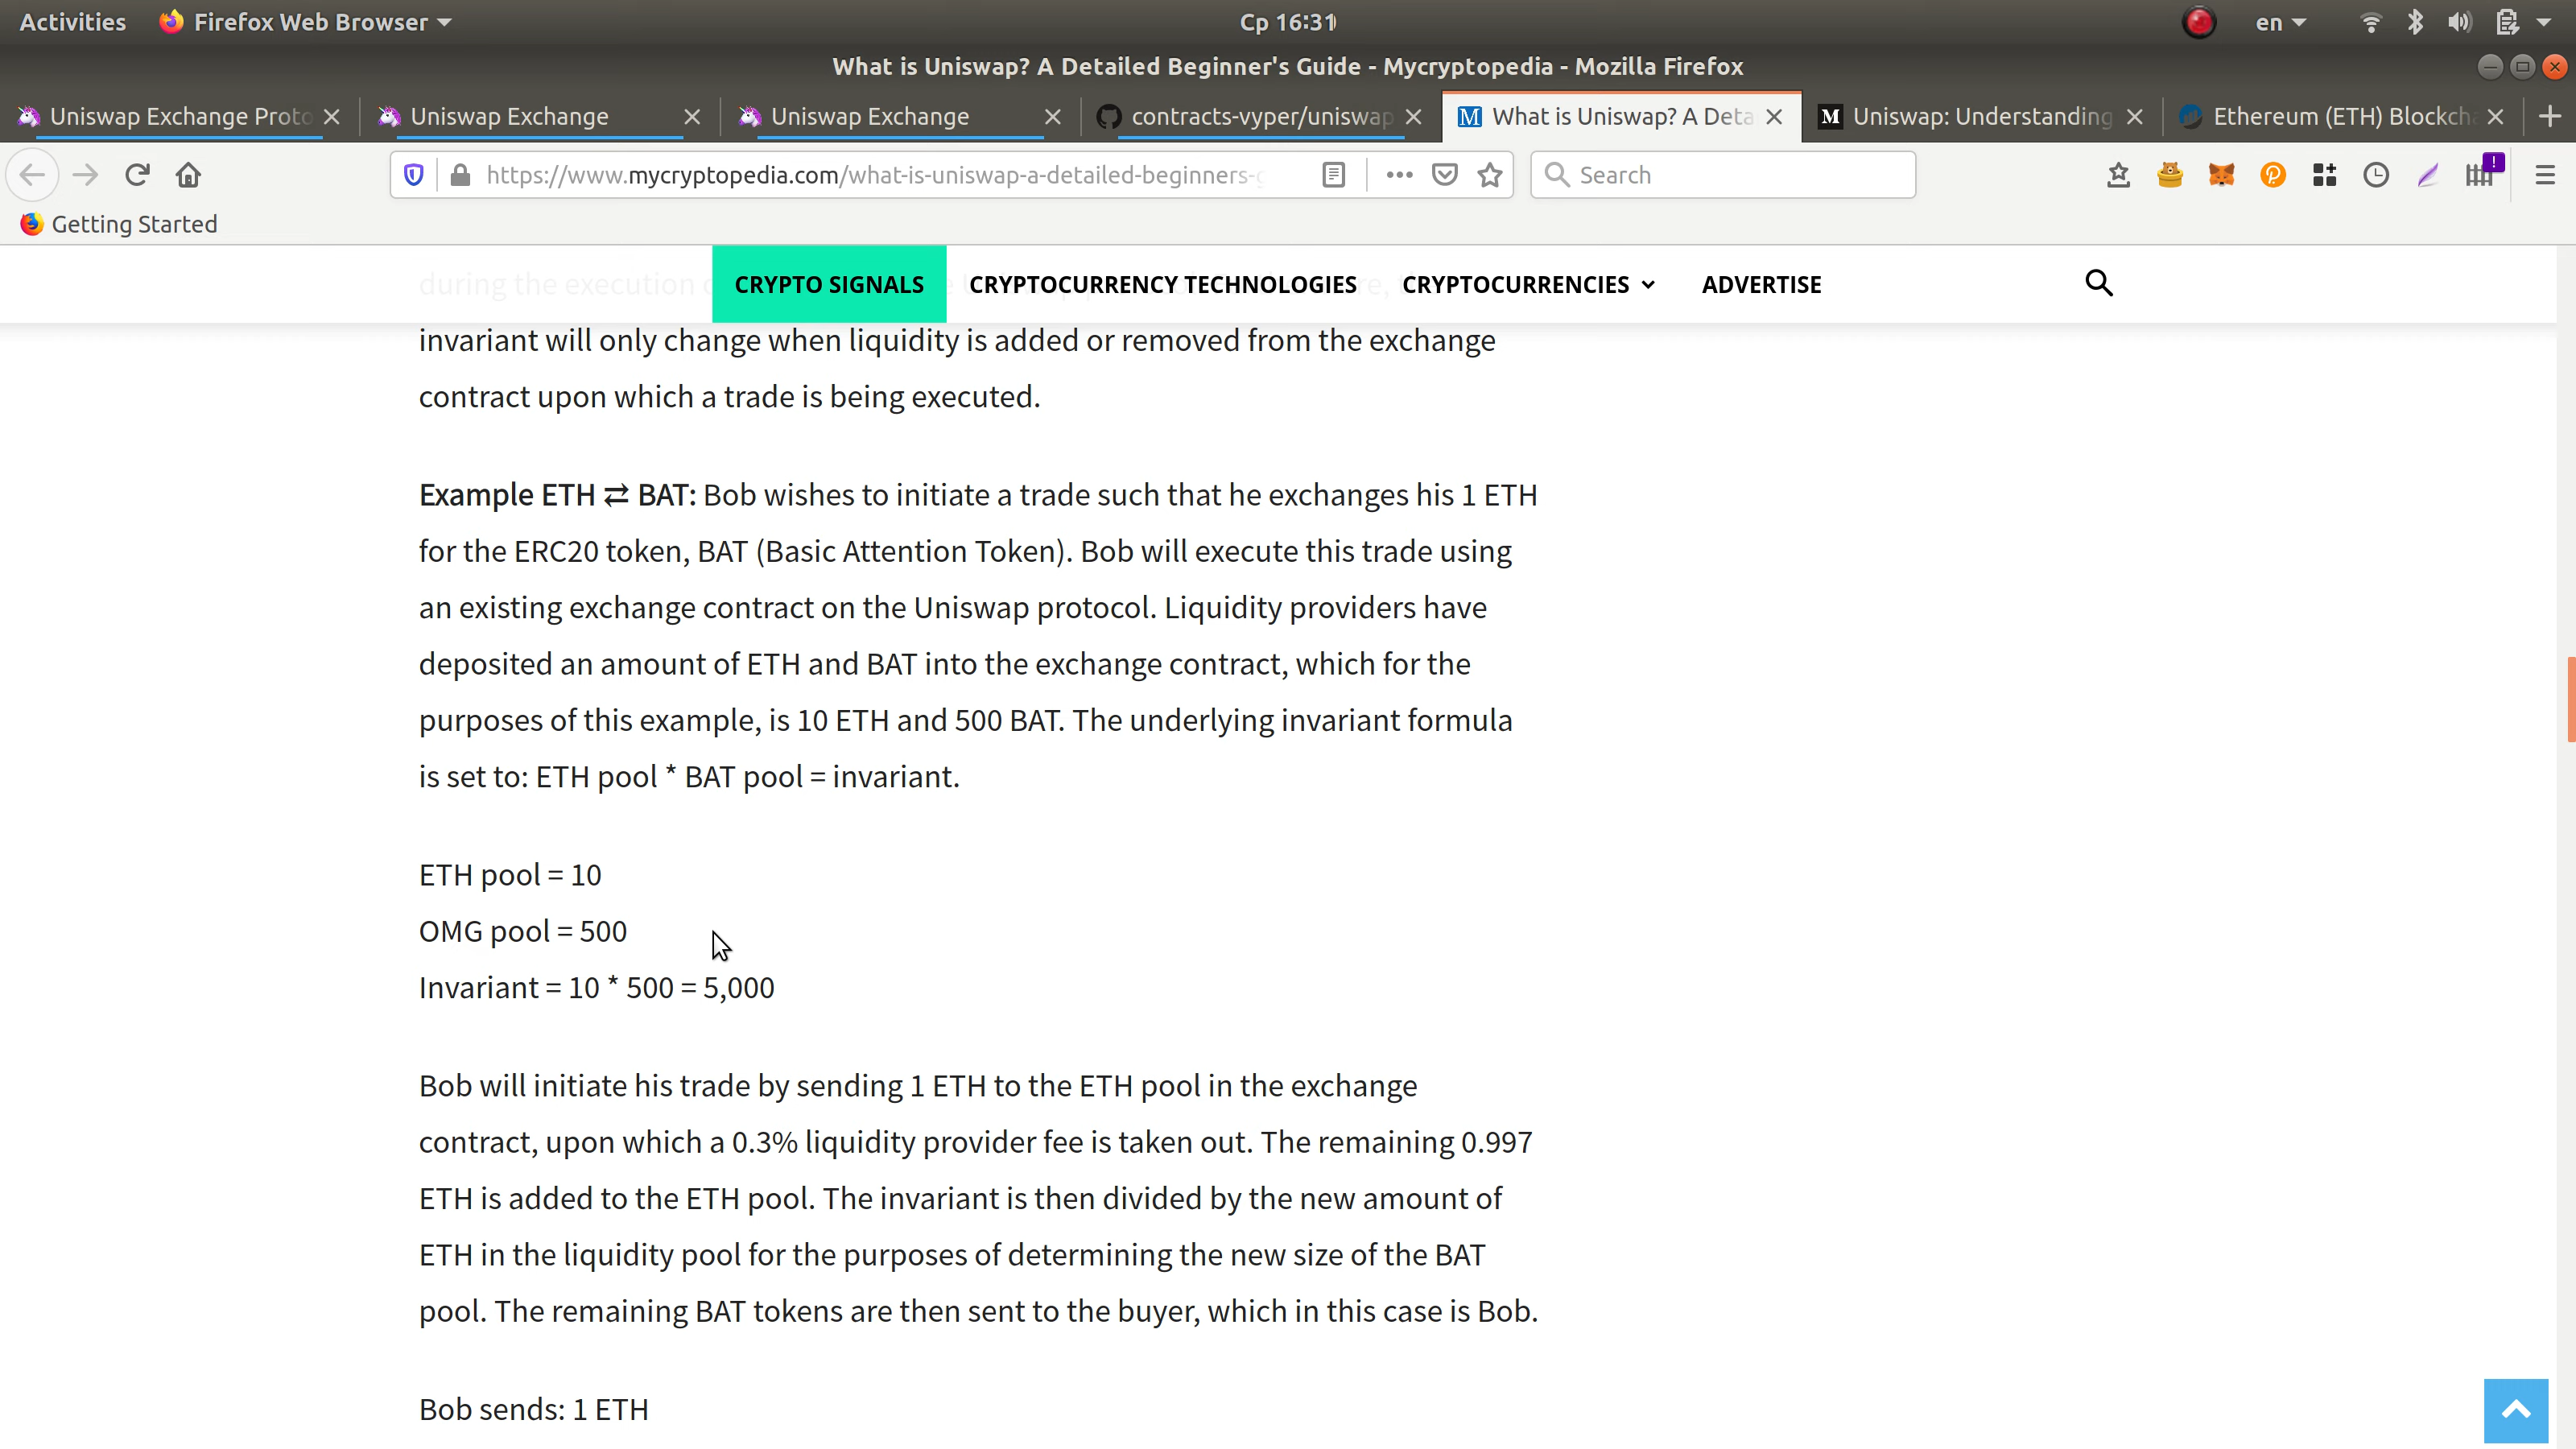 Activities Firefox Web Browser Ср 16:31 en
What is Uniswap? A Detailed Beginner's Guide - Mycryptopedia - Mozilla Firefox
Uniswap Exchange Proto Uniswap Exchange Uniswap Exchange contracts-vyper/uniswap What is Uniswap? A Deta Uniswap: Understanding Ethereum (ETH) Blockcha
https://www.mycryptopedia.com/what-is-uniswap-a-detailed-beginners-g Search
Getting Started
during the execution
CRYPTO SIGNALS CRYPTOCURRENCY TECHNOLOGIES CRYPTOCURRENCIES ADVERTISE
invariant will only change when liquidity is added or removed from the exchange
contract upon which a trade is being executed.
Example ETH ⇄ BAT: Bob wishes to initiate a trade such that he exchanges his 1 ETH
for the ERC20 token, BAT (Basic Attention Token). Bob will execute this trade using
an existing exchange contract on the Uniswap protocol. Liquidity providers have
deposited an amount of ETH and BAT into the exchange contract, which for the
purposes of this example, is 10 ETH and 500 BAT. The underlying invariant formula
is set to: ETH pool * BAT pool = invariant.
ETH pool = 10
OMG pool = 500
Invariant = 10 * 500 = 5,000
Bob will initiate his trade by sending 1 ETH to the ETH pool in the exchange
contract, upon which a 0.3% liquidity provider fee is taken out. The remaining 0.997
ETH is added to the ETH pool. The invariant is then divided by the new amount of
ETH in the liquidity pool for the purposes of determining the new size of the BAT
pool. The remaining BAT tokens are then sent to the buyer, which in this case is Bob.
Bob sends: 1 ETH